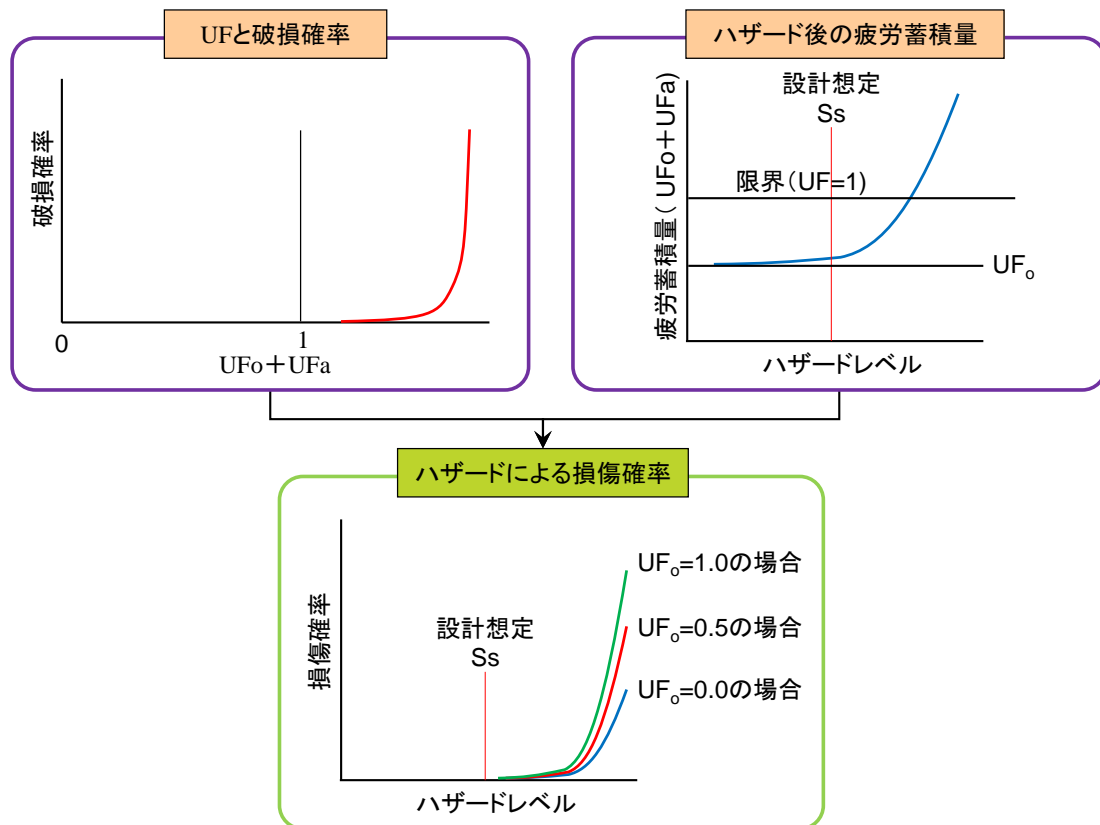 UFと破損確率
破損確率
0
1
UFo＋UFa
ハザード後の疲労蓄積量
設計想定
Ss
疲労蓄積量（UFo＋UFa)
限界（UF=1)
UFo
ハザードレベル
ハザードによる損傷確率
損傷確率
設計想定
Ss
UFo=1.0の場合
UFo=0.5の場合
UFo=0.0の場合
ハザードレベル